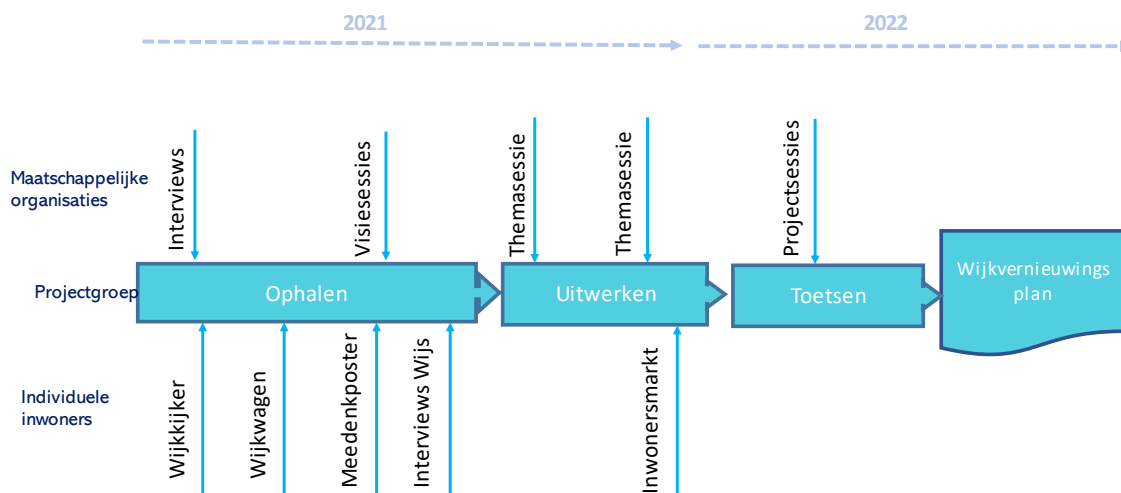 2021
2022
Maatschappelijke
organisaties
Interviews
Visiesessies
Themasessie
Themasessie
Projectsessies
Projectgroep
Ophalen
Uitwerken
Toetsen
Wijkvernieuwings
plan
Individuele
inwoners
Wijkkijker
Wijkwagen
Meedenkposter
Interviews Wijs
Inwonersmarkt